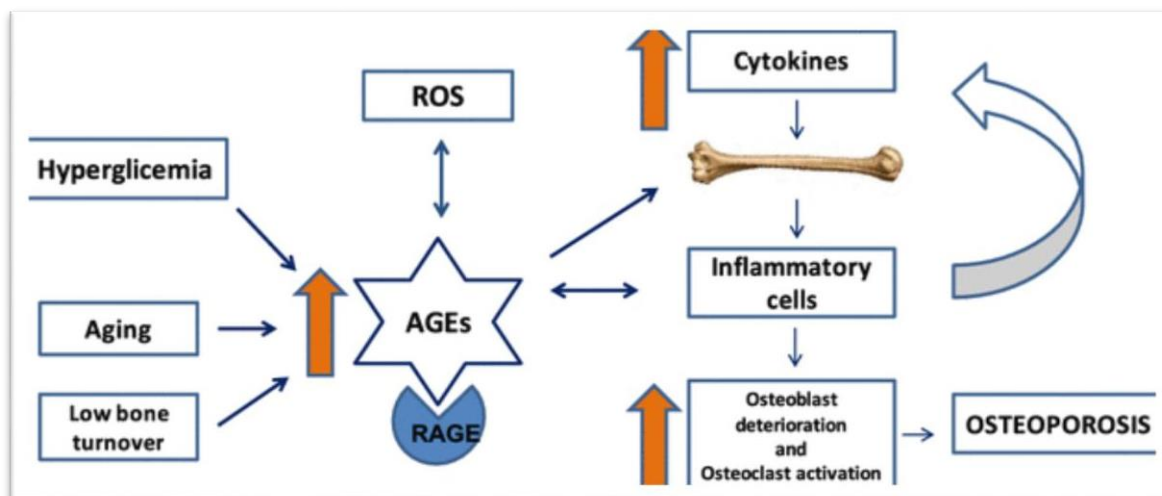 Hyperglicemia
Aging
Low bone
turnover
ROS
AGEs
RAGE
Cytokines
Inflammatory
cells
Osteoblast
deterioration
and
Osteoclast activation
OSTEOPOROSIS